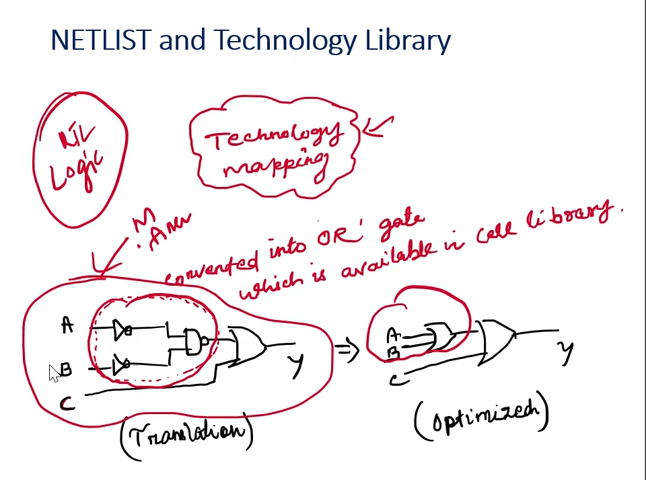 NETLIST and Technology Library
RTL
Logic
Technology
mapping
M
converted into 'OR' gate
which is available in cell library.
A
B
C
Y
⇒
A
B
C
Y
(Translation)
(Optimized)